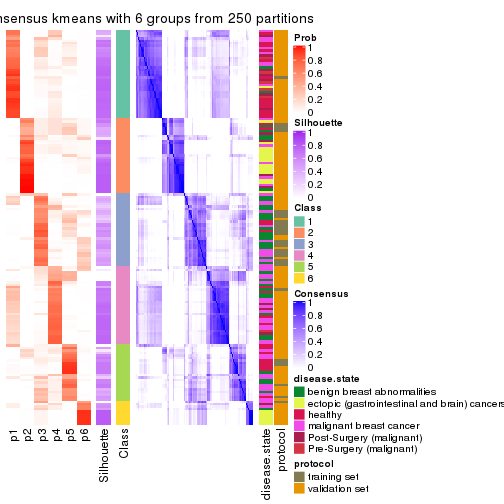 nsensus kmeans with 6 groups from 250 partitions
Prob
1
0.8
0.6
0.4
0.2
0
Silhouette
1
0.8
0.6
0.4
0.2
0
Class
1
2
3
4
5
6
Consensus
1
0.8
0.6
0.4
0.2
0
disease.state
benign breast abnormalities
ectopic (gastrointestinal and brain) cancers
healthy
malignant breast cancer
Post-Surgery (malignant)
Pre-Surgery (malignant)
protocol
training set
validation set
p1
p2
p3
p4
p5
p6
Silhouette
Class
disease.state
protocol